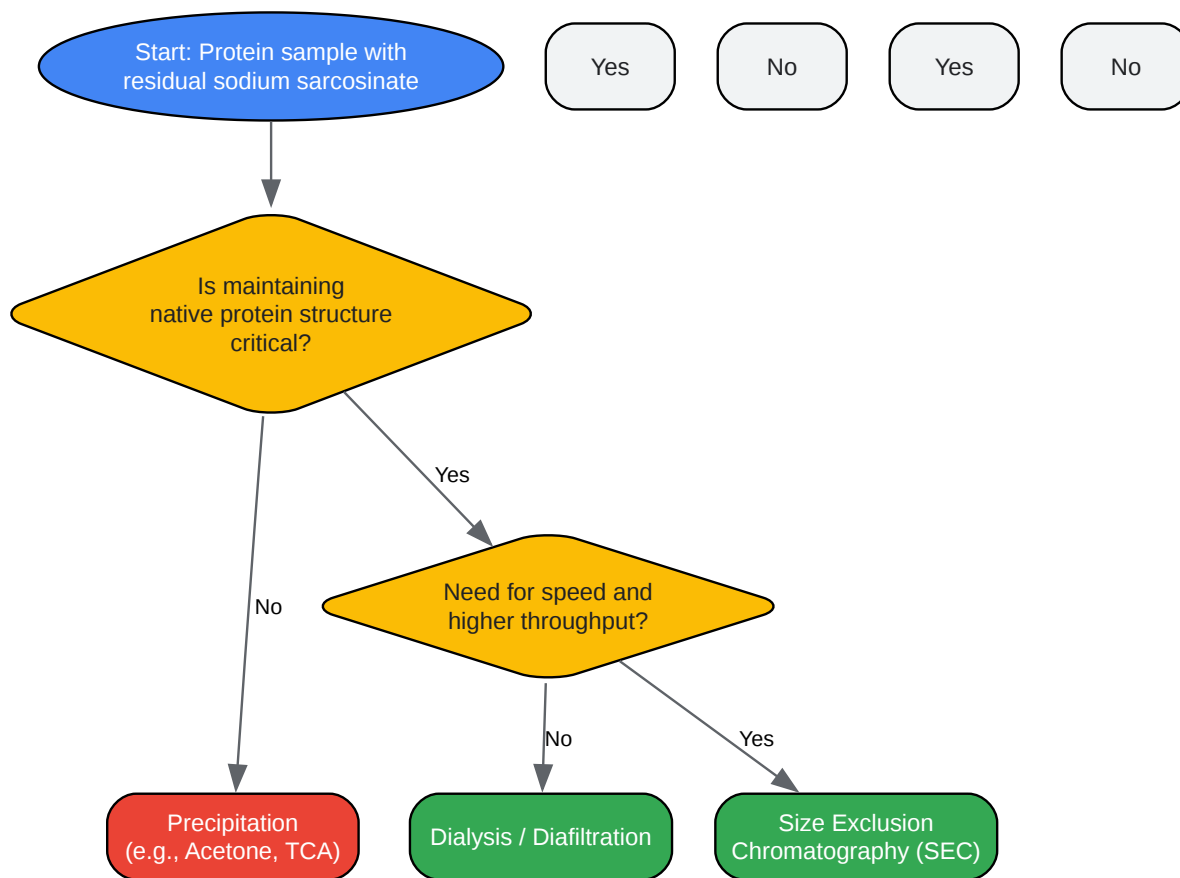 Start: Protein sample with
residual sodium sarcosinate
Yes
No
Yes
No
Is maintaining
native protein structure
critical?
Yes
Need for speed and
higher throughput?
No
No
Yes
Precipitation
(e.g., Acetone, TCA)
Dialysis / Diafiltration
Size Exclusion
Chromatography (SEC)